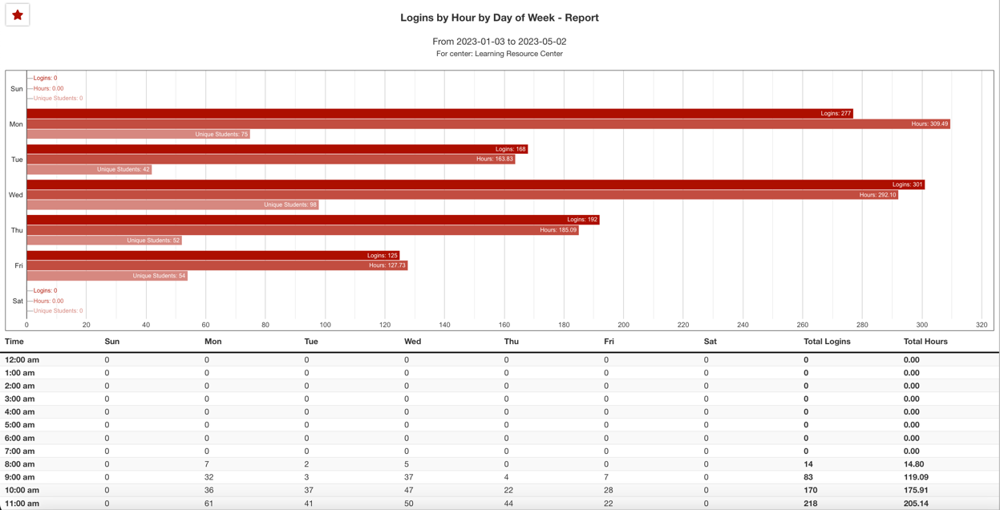 Logins by Hour by Day of Week - Report
From 2023-01-03 to 2023-05-02
For center: Learning Resource Center
Logins: 0
Sun Hours: 0.00
Unique Students: 0
Logins: 277
Mon Hours: 309.49
Unique Students: 75
Logins: 168
Tue Hours: 163.83
Unique Students: 42
Logins: 301
Wed Hours: 292.10
Unique Students: 98
Logins: 192
Thu Hours: 185.09
Unique Students: 52
Logins: 125
Fri Hours: 127.73
Unique Students: 54
Logins: 0
Sat Hours: 0.00
Unique Students: 0
0 20 40 60 80 100 120 140 160 180 200 220 240 260 280 300 320
Time Sun Mon Tue Wed Thu Fri Sat Total Logins Total Hours
12:00 am 0 0 0 0 0 0 0 0 0.00
1:00 am 0 0 0 0 0 0 0 0 0.00
2:00 am 0 0 0 0 0 0 0 0 0.00
3:00 am 0 0 0 0 0 0 0 0 0.00
4:00 am 0 0 0 0 0 0 0 0 0.00
5:00 am 0 0 0 0 0 0 0 0 0.00
6:00 am 0 0 0 0 0 0 0 0 0.00
7:00 am 0 0 0 0 0 0 0 0 0.00
8:00 am 0 7 2 5 0 0 0 14 14.80
9:00 am 0 32 3 37 4 7 0 83 119.09
10:00 am 0 36 37 47 22 28 0 170 175.91
11:00 am 0 61 41 50 44 22 0 218 205.14